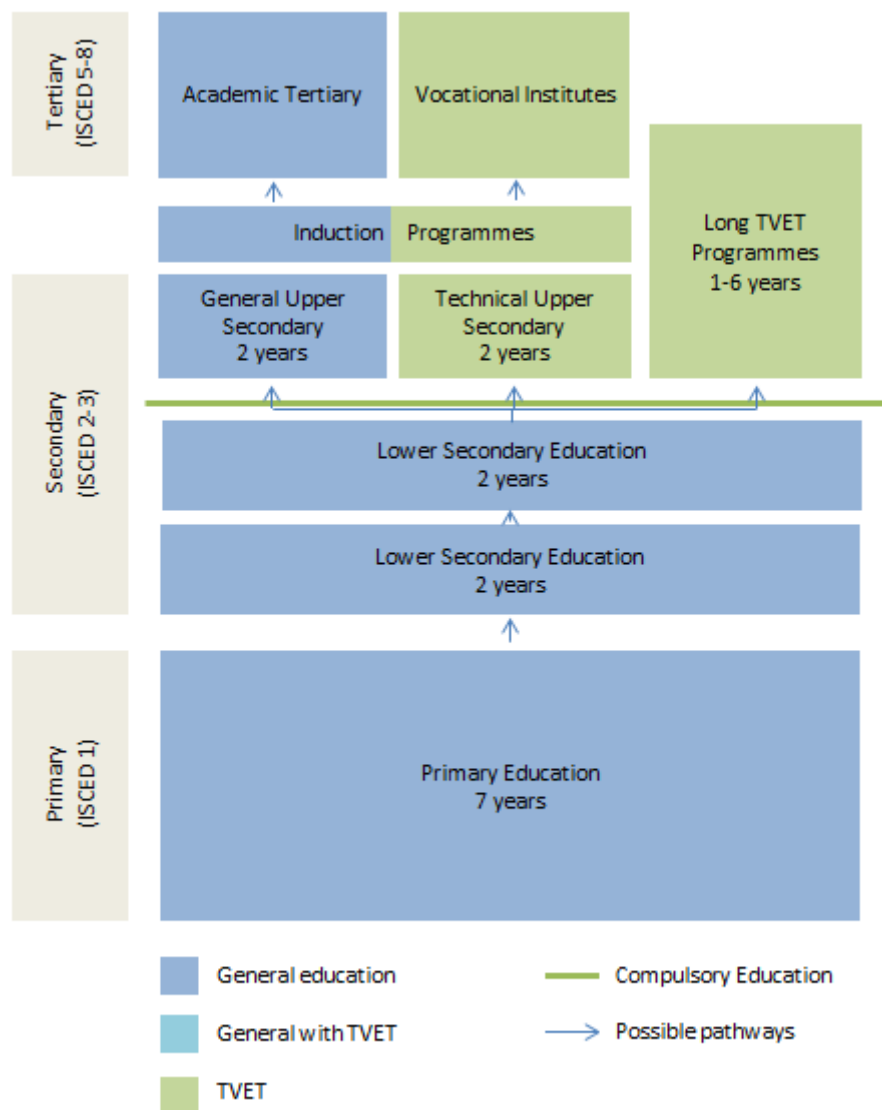 Tertiary
(ISCED 5-8)
Academic Tertiary
Vocational Institutes
Long TVET
Programmes
1-6 years
Induction Programmes
Secondary
(ISCED 2-3)
General Upper
Secondary
2 years
Technical Upper
Secondary
2 years
Lower Secondary Education
2 years
Lower Secondary Education
2 years
Primary
(ISCED 1)
Primary Education
7 years
General education
Compulsory Education
General with TVET
Possible pathways
TVET